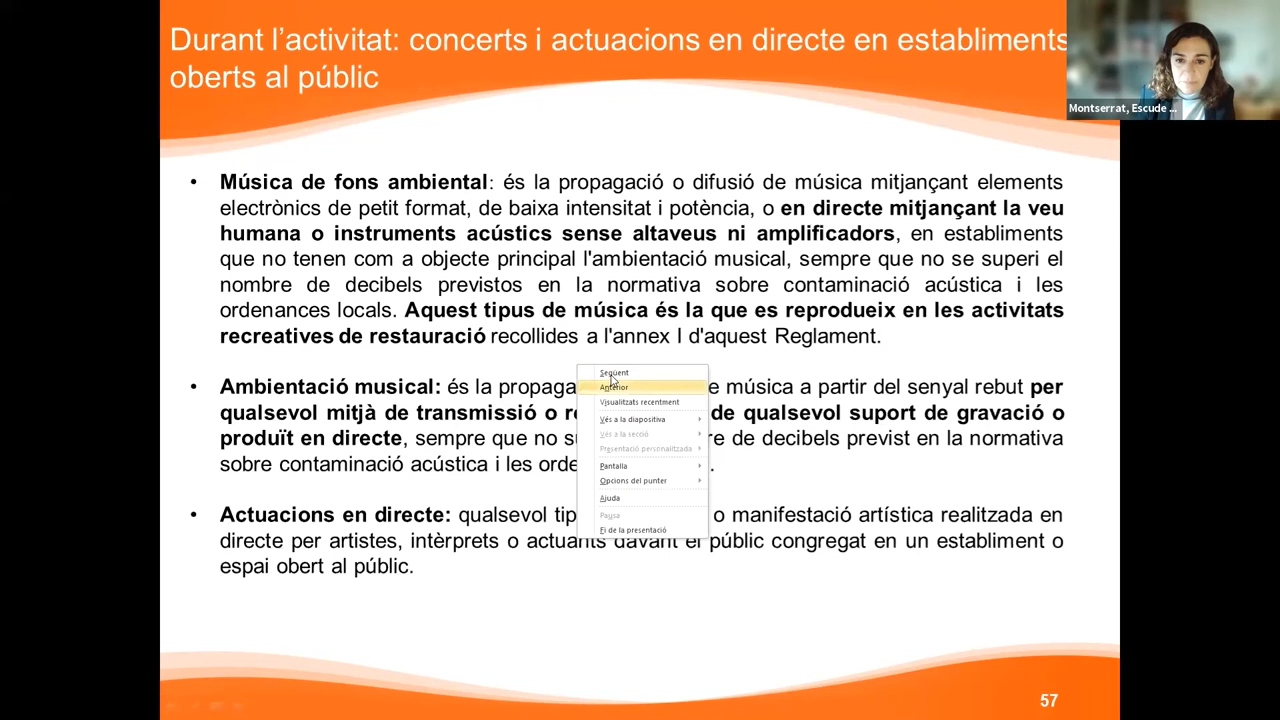 Durant l’activitat: concerts i actuacions en directe en establiments
oberts al públic
Montserrat, Escude ...
• Música de fons ambiental: és la propagació o difusió de música mitjançant elements
electrònics de petit format, de baixa intensitat i potència, o en directe mitjançant la veu
humana o instruments acústics sense altaveus ni amplificadors, en establiments
que no tenen com a objecte principal l'ambientació musical, sempre que no se superi el
nombre de decibels previstos en la normativa sobre contaminació acústica i les
ordenances locals. Aquest tipus de música és la que es reprodueix en les activitats
recreatives de restauració recollides a l'annex I d'aquest Reglament.
• Ambientació musical: és la propaga e música a partir del senyal rebut per
qualsevol mitjà de transmissió o re de qualsevol suport de gravació o
produït en directe, sempre que no su re de decibels previst en la normativa
sobre contaminació acústica i les orde .
• Actuacions en directe: qualsevol tip o manifestació artística realitzada en
directe per artistes, intèrprets o actuants davant el públic congregat en un establiment o
espai obert al públic.
Següent
Anterior
Visualitzats recentment
Vés a la diapositiva
Vés a la secció
Presentació personalitzada
Pantalla
Opcions del punter
Ajuda
Pausa
Fi de la presentació
57